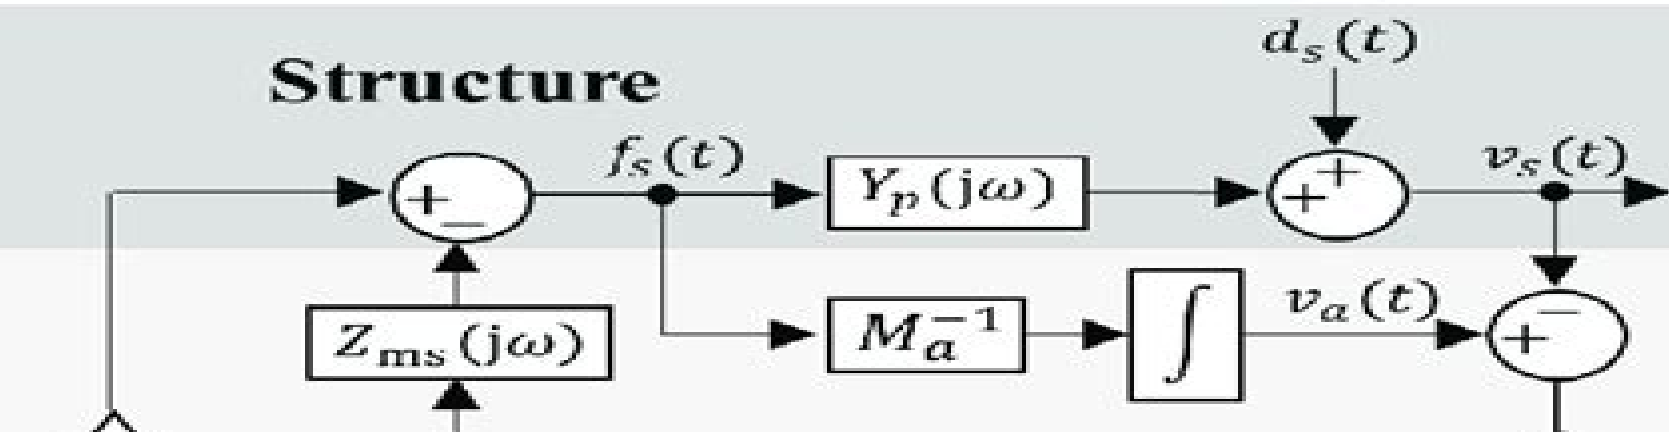 d_s(t)
Structure
f_s(t)
v_s(t)
+ −
Y_p(jω)
+ +
Z_ms(jω)
M_a^−1
∫
v_a(t)
+ −